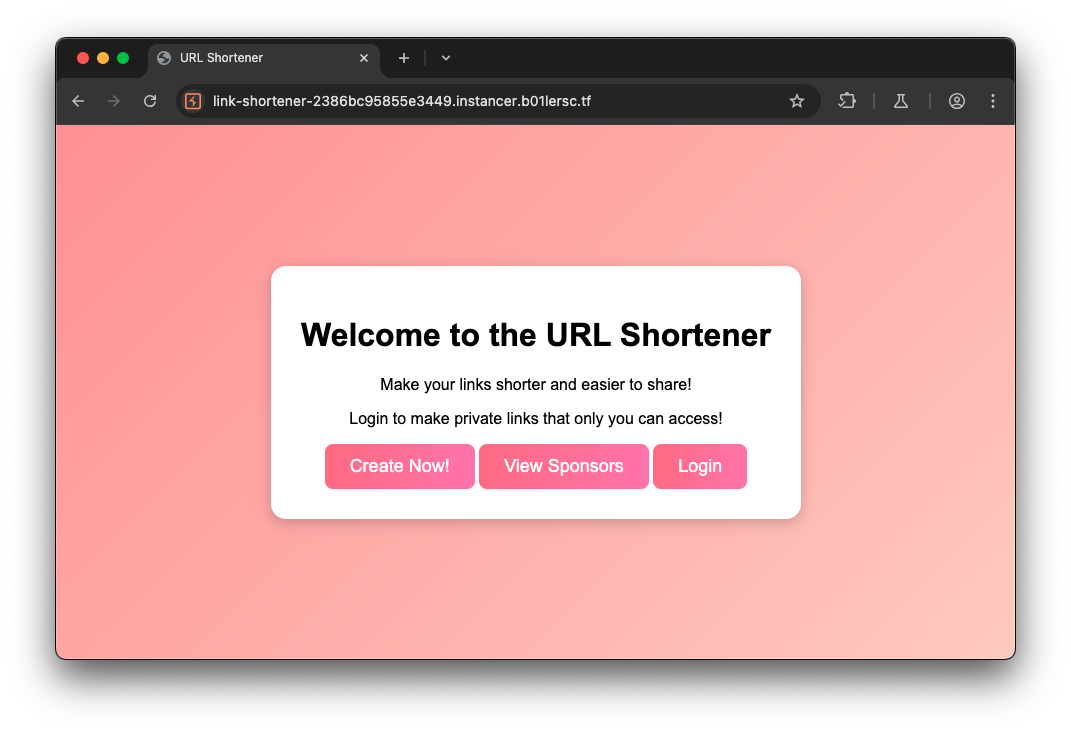 URL Shortener
link-shortener-2386bc95855e3449.instancer.b01lersc.tf
Welcome to the URL Shortener
Make your links shorter and easier to share!
Login to make private links that only you can access!
Create Now! View Sponsors Login